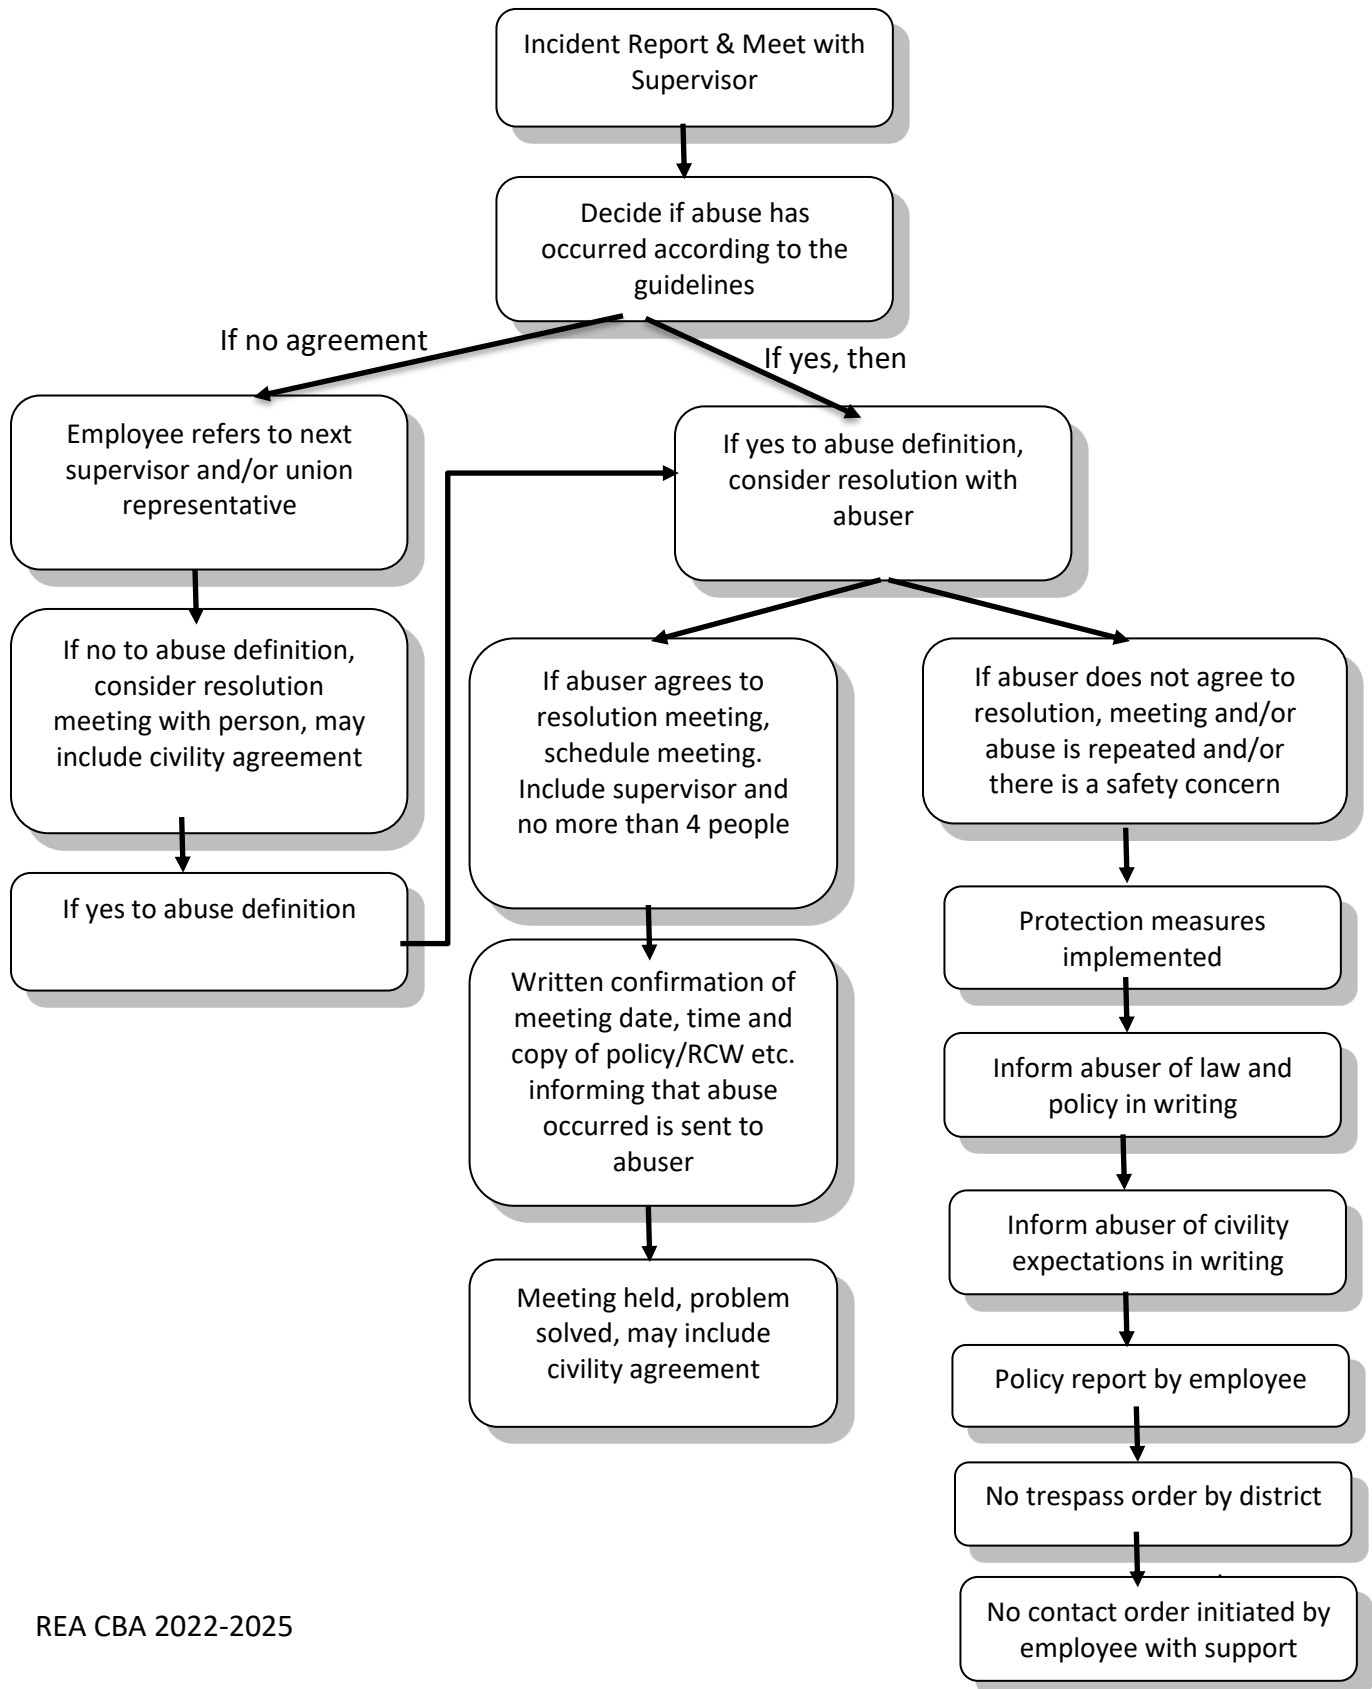 Incident Report & Meet with
Supervisor
Decide if abuse has
occurred according to the
guidelines
If no agreement
If yes, then
Employee refers to next
supervisor and/or union
representative
If yes to abuse definition,
consider resolution with
abuser
If no to abuse definition,
consider resolution
meeting with person, may
include civility agreement
If yes to abuse definition
If abuser agrees to
resolution meeting,
schedule meeting.
Include supervisor and
no more than 4 people
Written confirmation of
meeting date, time and
copy of policy/RCW etc.
informing that abuse
occurred is sent to
abuser
Meeting held, problem
solved, may include
civility agreement
If abuser does not agree to
resolution, meeting and/or
abuse is repeated and/or
there is a safety concern
Protection measures
implemented
Inform abuser of law and
policy in writing
Inform abuser of civility
expectations in writing
Policy report by employee
No trespass order by district
No contact order initiated by
employee with support
REA CBA 2022-2025